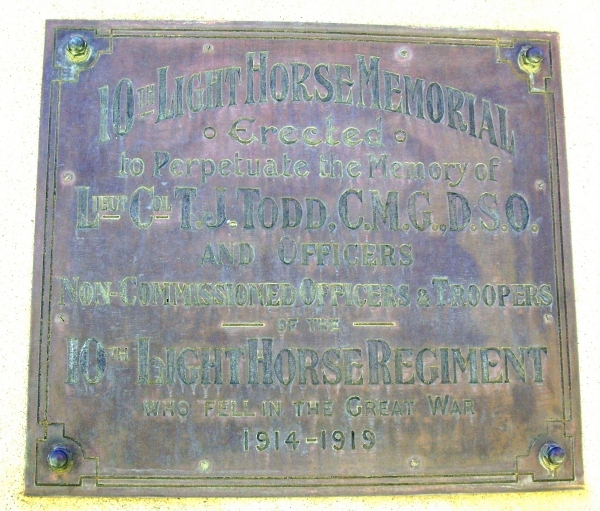 10TH LIGHT HORSE MEMORIAL
Erected
to Perpetuate the Memory of
LIEUT COL T.J. TODD, C.M.G., D.S.O.
AND OFFICERS
NON-COMMISSIONED OFFICERS & TROOPERS
OF THE
10TH LIGHT HORSE REGIMENT
WHO FELL IN THE GREAT WAR
1914-1919